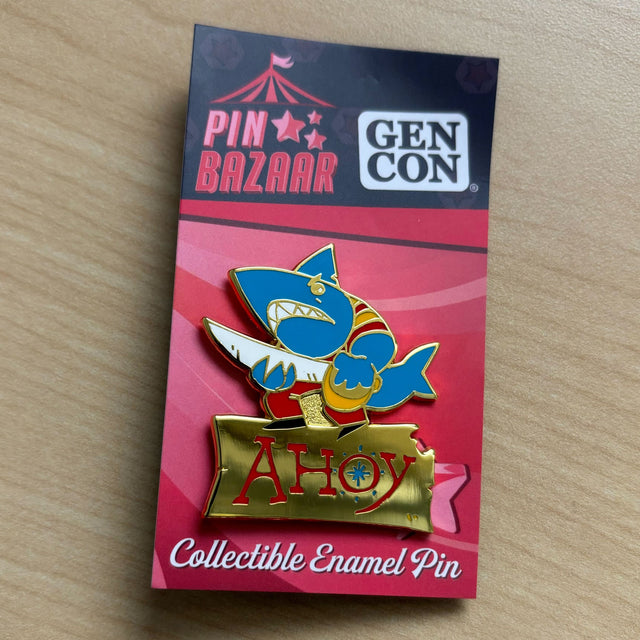 PIN
BAZAAR
GEN
CON®
AHOY
Collectible Enamel Pin